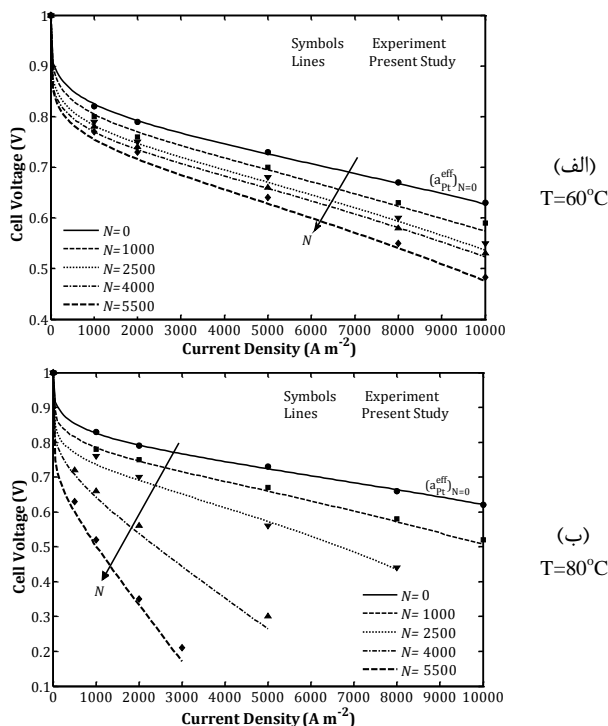 1
0.9
0.8
0.7
0.6
0.5
0.4
Cell Voltage (V)
Symbols Experiment
Lines Present Study
(a_Pt^eff)_N=0
N
N=0
N=1000
N=2500
N=4000
N=5500
0 1000 2000 3000 4000 5000 6000 7000 8000 9000 10000
Current Density (A m⁻²)
(الف)
T=60°C
1
0.9
0.8
0.7
0.6
0.5
0.4
0.3
0.2
0.1
Cell Voltage (V)
Symbols Experiment
Lines Present Study
(a_Pt^eff)_N=0
N
N= 0
N= 1000
N= 2500
N= 4000
N= 5500
0 1000 2000 3000 4000 5000 6000 7000 8000 9000 10000
Current Density (A m⁻²)
(ب)
T=80°C